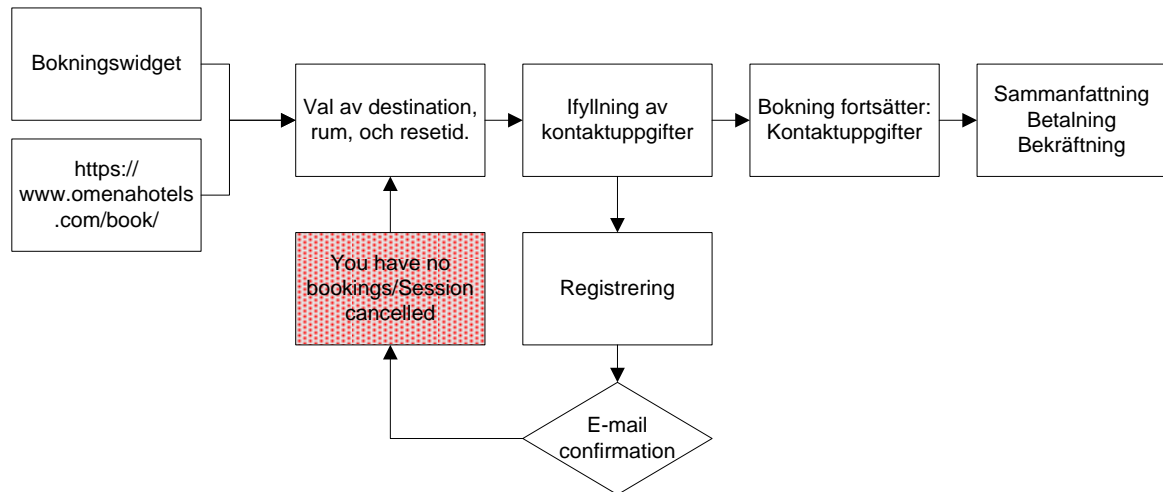 Bokningswidget
https://
www.omenahotels
.com/book/
Val av destination,
rum, och resetid.
Ifyllning av
kontaktuppgifter
Bokning fortsätter:
Kontaktuppgifter
Sammanfattning
Betalning
Bekräftning
You have no
bookings/Session
cancelled
Registrering
E-mail
confirmation